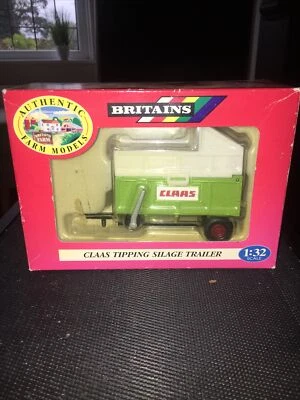 AUTHENTIC
FARM MODELS
BRITAINS
CLAAS
CLAAS TIPPING SILAGE TRAILER
1:32
SCALE